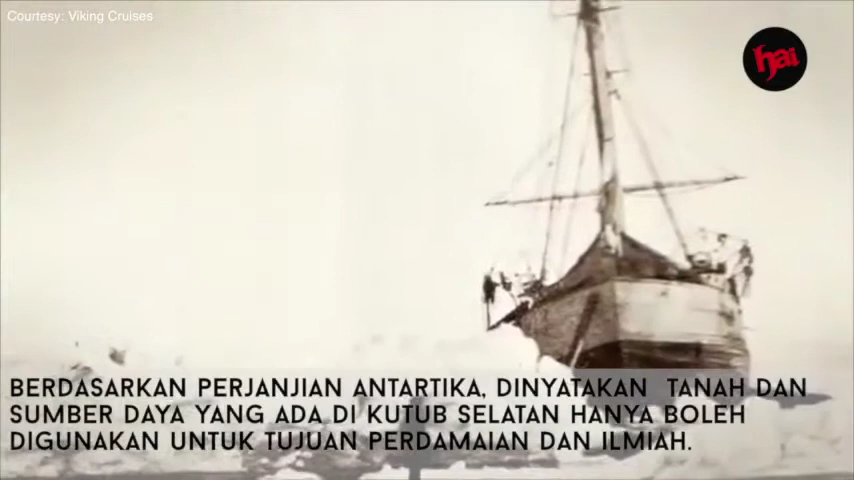 Courtesy: Viking Cruises
hai
BERDASARKAN PERJANJIAN ANTARTIKA, DINYATAKAN TANAH DAN
SUMBER DAYA YANG ADA DI KUTUB SELATAN HANYA BOLEH
DIGUNAKAN UNTUK TUJUAN PERDAMAIAN DAN ILMIAH.